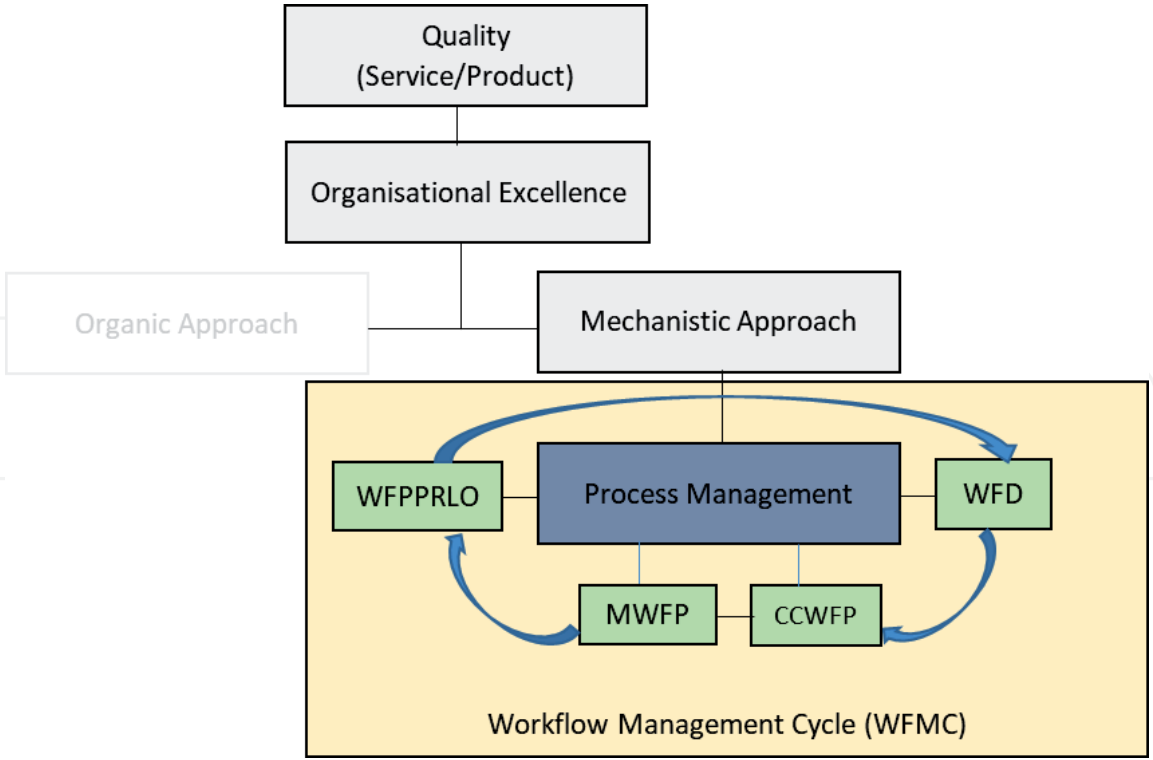 Quality
(Service/Product)
Organisational Excellence
Organic Approach
Mechanistic Approach
WFPPRLO
Process Management
WFD
MWFP
CCWFP
Workflow Management Cycle (WFMC)